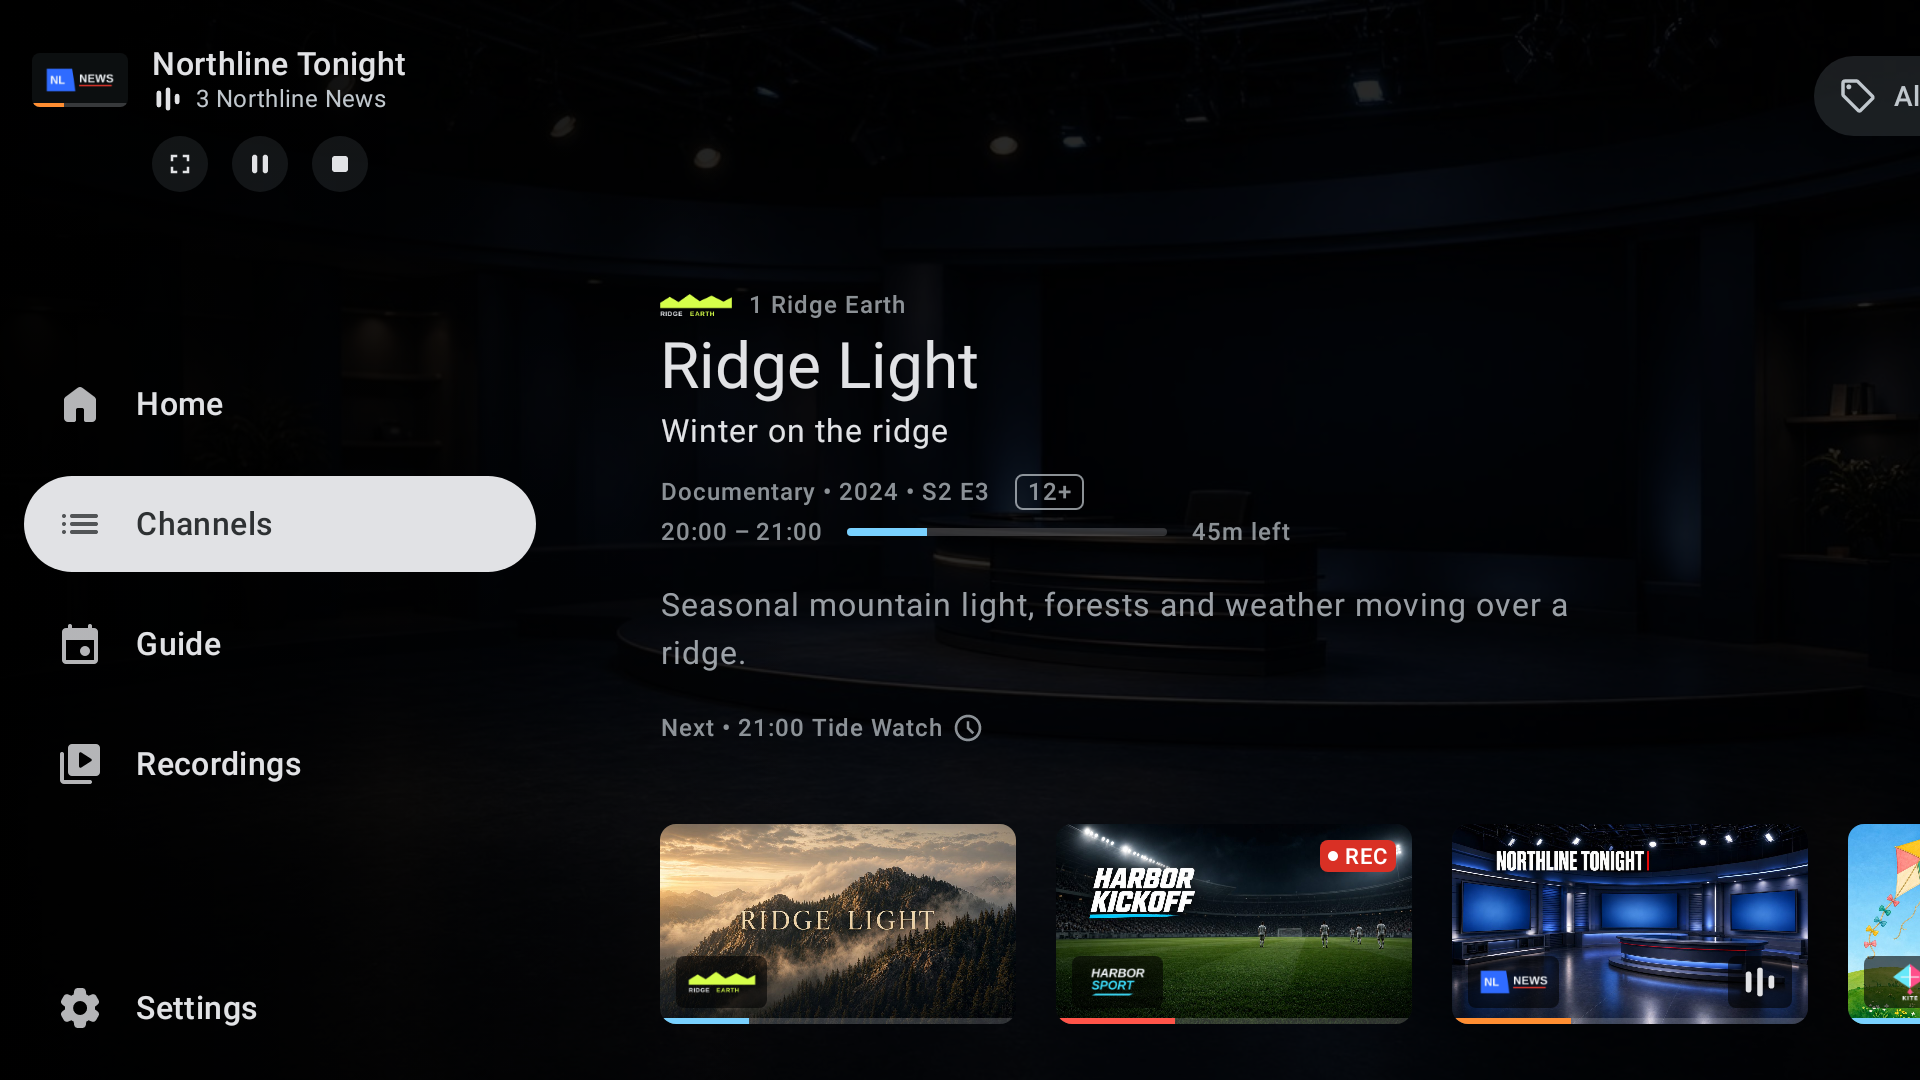 NL NEWS
Northline Tonight
3 Northline News
Al
Home
Channels
Guide
Recordings
Settings
RIDGE EARTH
1 Ridge Earth
Ridge Light
Winter on the ridge
Documentary • 2024 • S2 E3 12+
20:00 – 21:00 45m left
Seasonal mountain light, forests and weather moving over a
ridge.
Next • 21:00 Tide Watch
RIDGE LIGHT
RIDGE EARTH
REC
HARBOR
KICKOFF
HARBOR
SPORT
NORTHLINE TONIGHT
NL NEWS
KITE